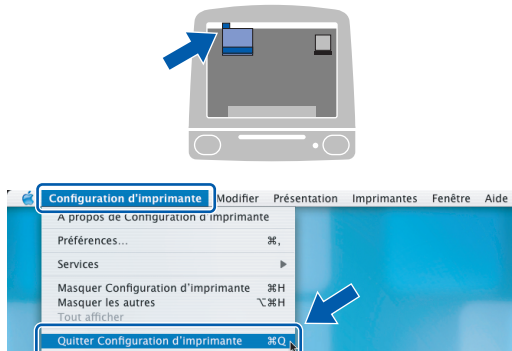 Configuration d'imprimante Modifier Présentation Imprimantes Fenêtre Aide
A propos de Configuration d'imprimante
Préférences... ⌘,
Services ▶
Masquer Configuration d'imprimante ⌘H
Masquer les autres ⌥⌘H
Tout afficher
Quitter Configuration d'imprimante ⌘Q